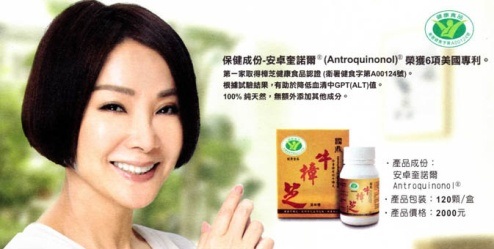 健康食品
保健成份-安卓奎諾爾® (Antroquinonol)® 榮獲6項美國專利。
第一家取得樟芝健康食品認證 (衛署健食字第A00124號)。
根據試驗結果，有助於降低血清中GPT(ALT)值。
100% 純天然，無額外添加其他成分。
牛樟芝
・產品成份：
安卓奎諾爾
Antroquinonol®
・產品包裝：120顆/盒
・產品價格：2000元